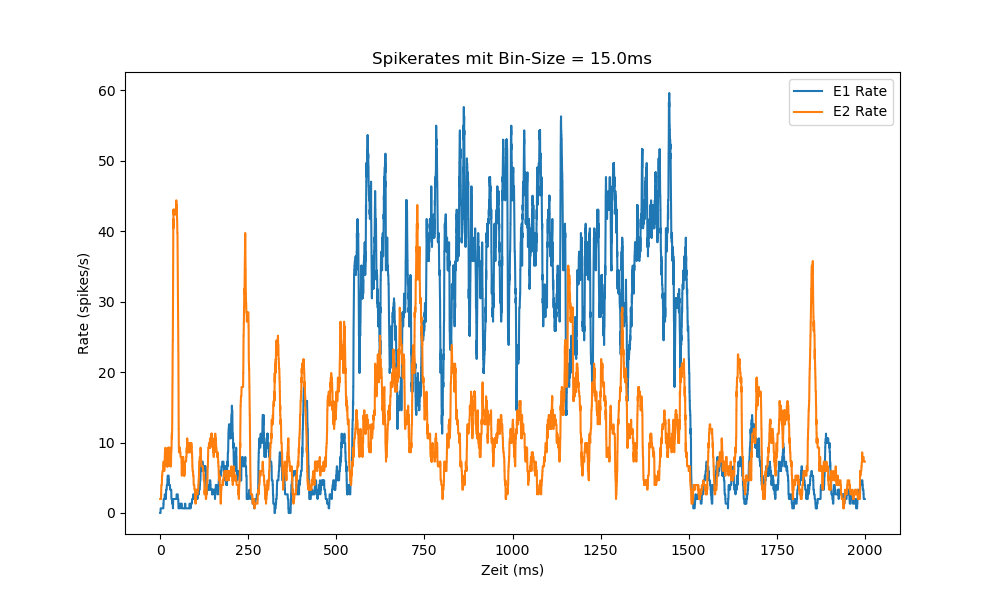 Spikerates mit Bin-Size = 15.0ms
E1 Rate
E2 Rate
Rate (spikes/s)
60
50
40
30
20
10
0
0 250 500 750 1000 1250 1500 1750 2000
Zeit (ms)